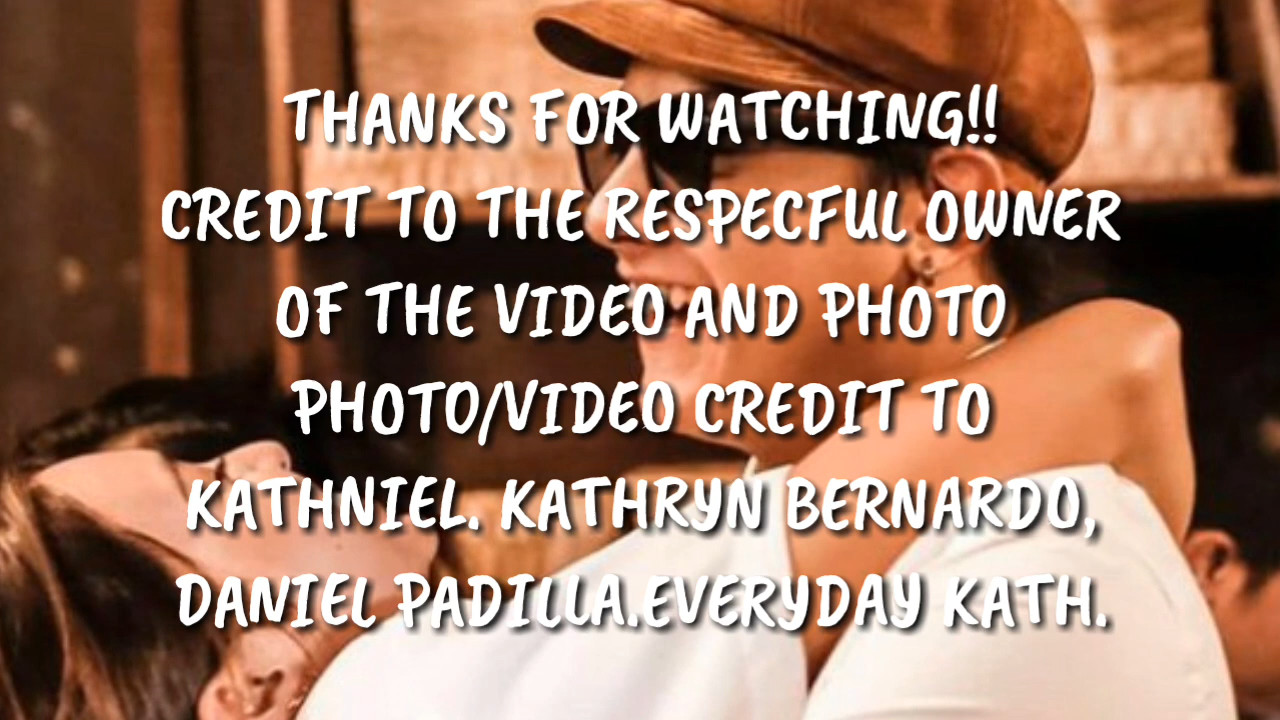 THANKS FOR WATCHING!!
CREDIT TO THE RESPECFUL OWNER
OF THE VIDEO AND PHOTO
PHOTO/VIDEO CREDIT TO
KATHNIEL. KATHRYN BERNARDO,
DANIEL PADILLA.EVERYDAY KATH.